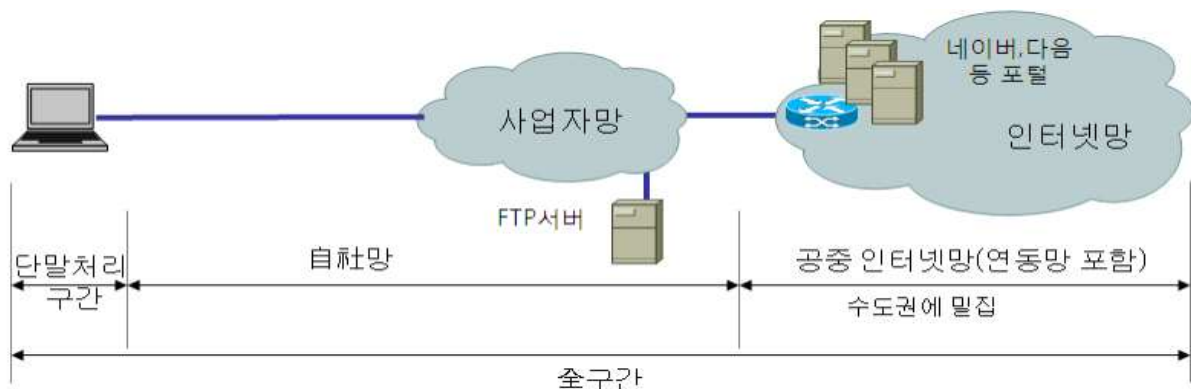 네이버,다음
등 포털
사업자망
인터넷망
FTP서버
단말처리
구간
自社망
공중 인터넷망(연동망 포함)
수도권에 밀집
全구간